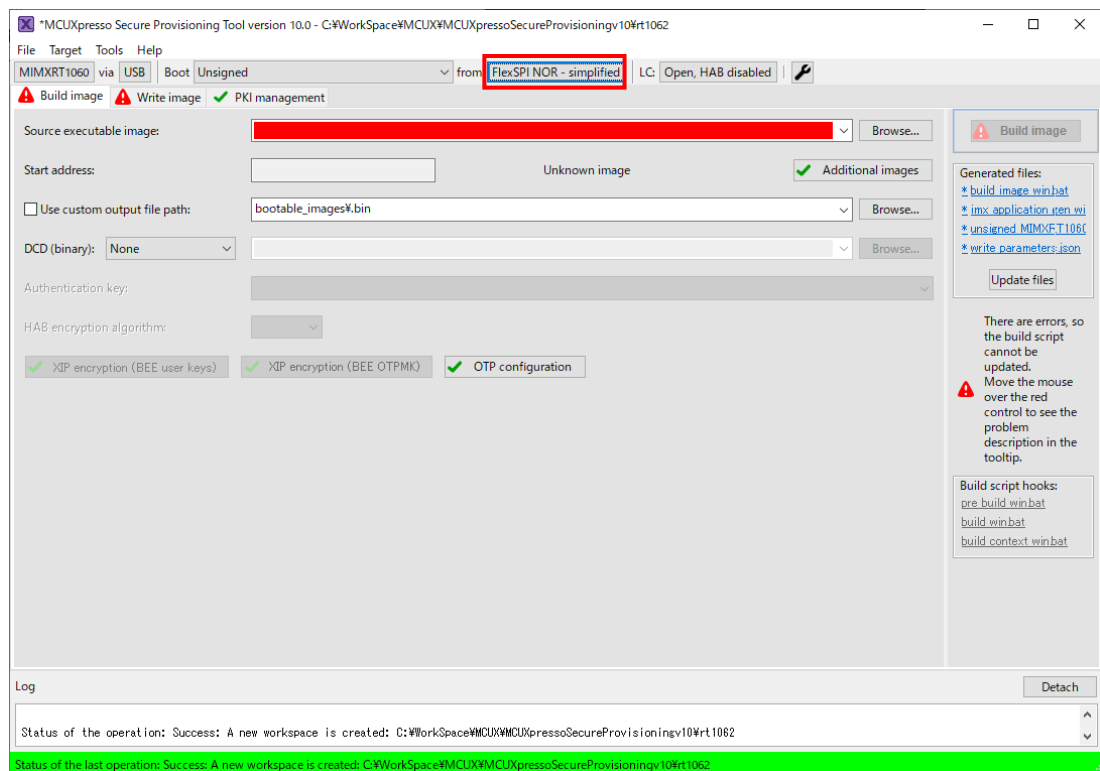 *MCUXpresso Secure Provisioning Tool version 10.0 - C:¥WorkSpace¥MCUX¥MCUXpressoSecureProvisioningv10¥rt1062
File Target Tools Help
MIMXRT1060 via USB Boot Unsigned from FlexSPI NOR - simplified LC: Open, HAB disabled
Build image Write image PKI management
Source executable image: Browse... Build image
Start address: Unknown image Additional images
Generated files:
Use custom output file path: bootable_images¥.bin Browse...
* build image win.bat
* imx application gen wi
* unsigned MIMXRT1060
* write parameters.json
DCD (binary): None Browse...
Update files
Authentication key:
HAB encryption algorithm:
XIP encryption (BEE user keys) XIP encryption (BEE OTPMK) OTP configuration
There are errors, so
the build script
cannot be
updated.
Move the mouse
over the red
control to see the
problem
description in the
tooltip.
Build script hooks:
pre build win.bat
build win.bat
build context win.bat
Log Detach
Status of the operation: Success: A new workspace is created: C:¥WorkSpace¥MCUX¥MCUXpressoSecureProvisioningv10¥rt1062
Status of the last operation: Success: A new workspace is created: C:¥WorkSpace¥MCUX¥MCUXpressoSecureProvisioningv10¥rt1062